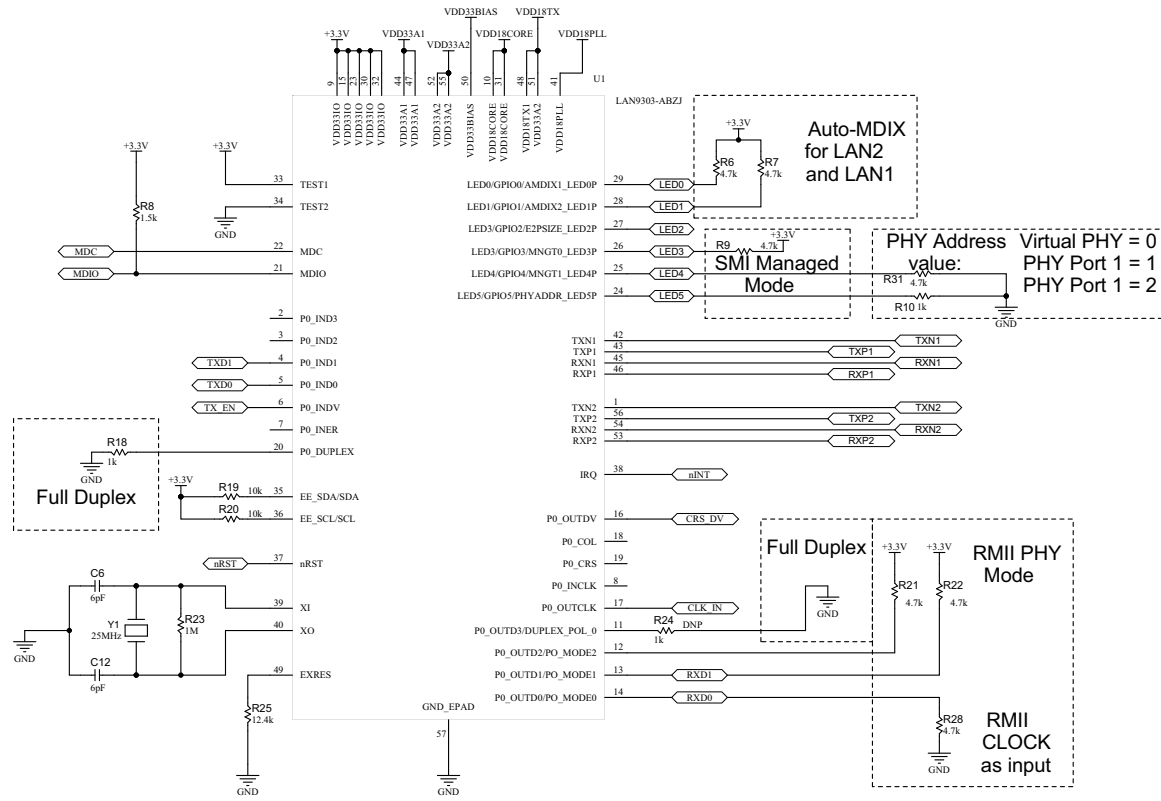 VDD33BIAS
VDD18TX
+3.3V
VDD33A1
VDD33A2
VDD18CORE
VDD18PLL
9
15
23
30
32
44
47
52
55
50
10
31
48
51
41
U1
LAN9303-ABZJ
VDD33IO
VDD33IO
VDD33IO
VDD33IO
VDD33IO
VDD33A1
VDD33A1
VDD33A2
VDD33A2
VDD33BIAS
VDD18CORE
VDD18CORE
VDD18TX1
VDD33A2
VDD18PLL
+3.3V
+3.3V
R8
1.5k
33
TEST1
34
TEST2
GND
MDC
22
MDC
MDIO
21
MDIO
2
P0_IND3
3
P0_IND2
TXD1
4
P0_IND1
TXD0
5
P0_IND0
TX_EN
6
P0_INDV
7
P0_INER
R18
1k
20
P0_DUPLEX
GND
Full Duplex
+3.3V
R19
10k
35
EE_SDA/SDA
R20
10k
36
EE_SCL/SCL
nRST
37
nRST
C6
6pF
39
XI
Y1
25MHz
R23
1M
40
XO
GND
C12
6pF
49
EXRES
R25
12.4k
GND
GND_EPAD
57
GND
+3.3V
R6
4.7k
R7
4.7k
Auto-MDIX
for LAN2
and LAN1
LED0/GPIO0/AMDIX1_LED0P
29
LED0
LED1/GPIO1/AMDIX2_LED1P
28
LED1
LED3/GPIO2/E2PSIZE_LED2P
27
LED2
LED3/GPIO3/MNGT0_LED3P
26
LED3
R9
4.7k
+3.3V
SMI Managed
Mode
LED4/GPIO4/MNGT1_LED4P
25
LED4
LED5/GPIO5/PHYADDR_LED5P
24
LED5
PHY Address Virtual PHY = 0
value: PHY Port 1 = 1
PHY Port 1 = 2
R31
4.7k
R10
1k
GND
TXN1
42
TXN1
TXP1
43
TXP1
RXN1
45
RXN1
RXP1
46
RXP1
TXN2
1
TXN2
TXP2
56
TXP2
RXN2
54
RXN2
RXP2
53
RXP2
IRQ
38
nINT
P0_OUTDV
16
CRS_DV
P0_COL
18
P0_CRS
19
P0_INCLK
8
P0_OUTCLK
17
CLK_IN
P0_OUTD3/DUPLEX_POL_0
11
R24
1k
DNP
Full Duplex
GND
P0_OUTD2/PO_MODE2
12
P0_OUTD1/PO_MODE1
13
RXD1
P0_OUTD0/PO_MODE0
14
RXD0
+3.3V
+3.3V
RMII PHY
Mode
R21
4.7k
R22
4.7k
R28
4.7k
GND
RMII
CLOCK
as input